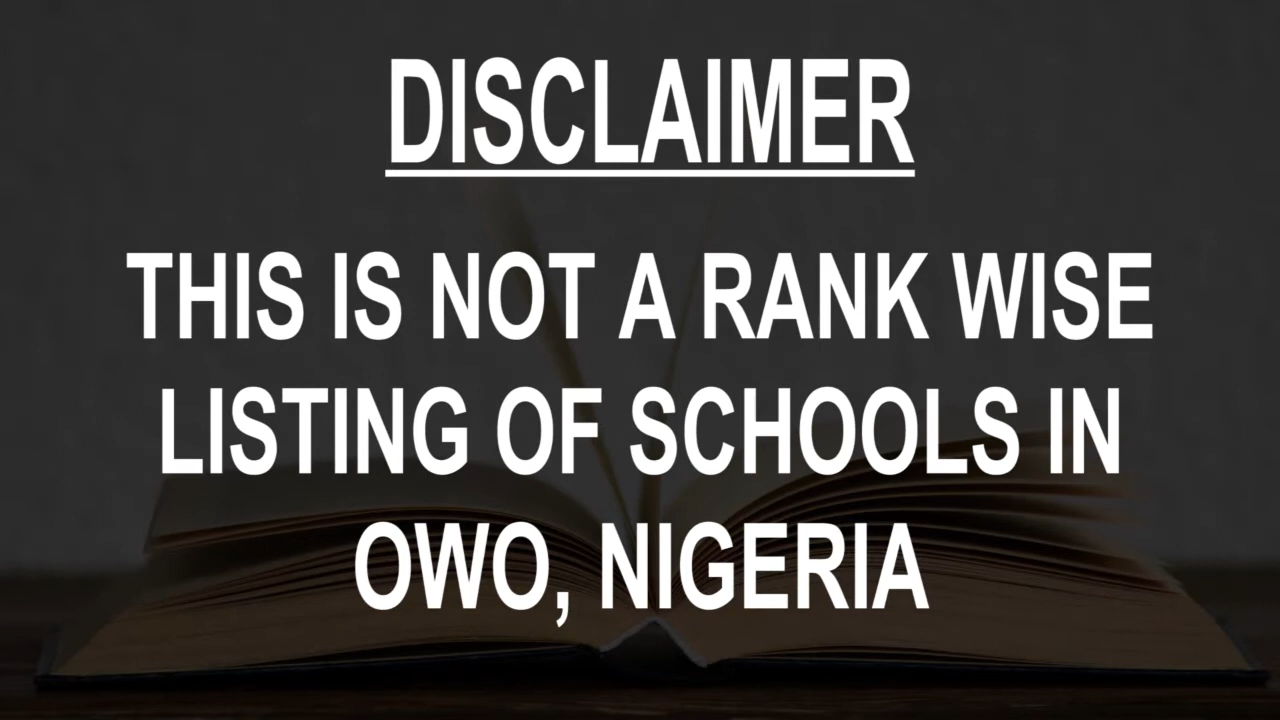 DISCLAIMER
THIS IS NOT A RANK WISE
LISTING OF SCHOOLS IN
OWO, NIGERIA